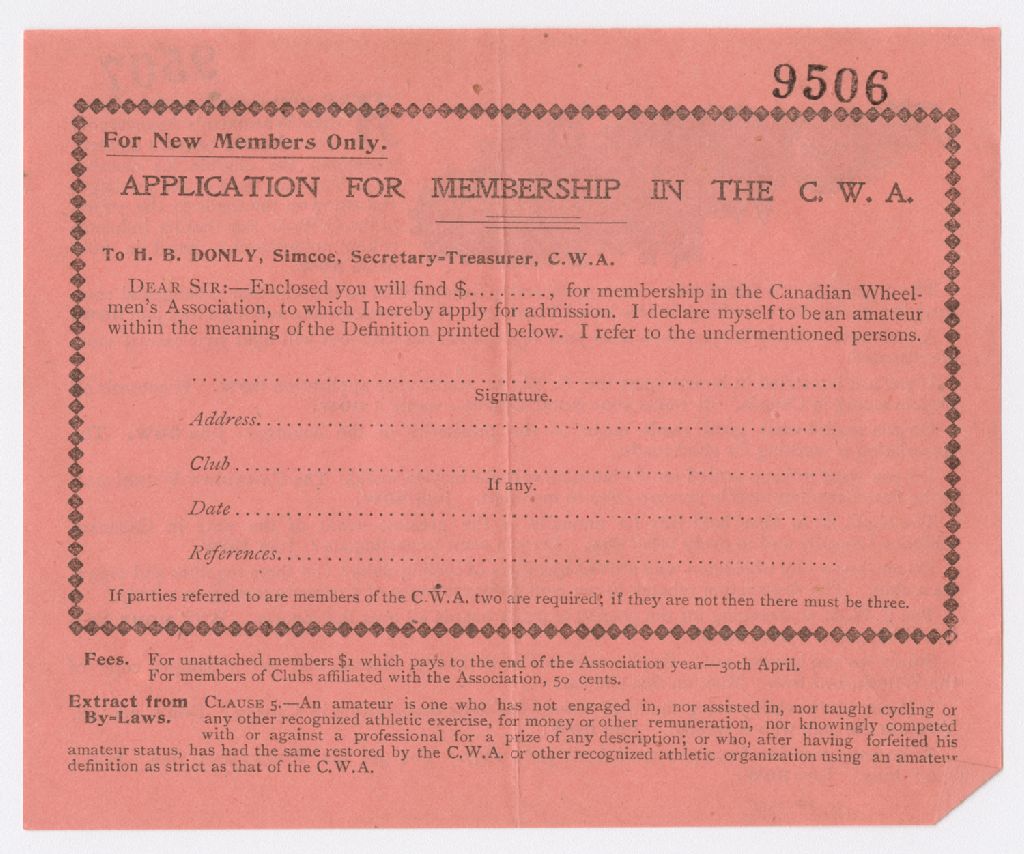 9506
For New Members Only.
APPLICATION FOR MEMBERSHIP IN THE C. W. A.
To H. B. DONLY, Simcoe, Secretary=Treasurer, C.W.A.
DEAR SIR:—Enclosed you will find $........, for membership in the Canadian Wheel-
men's Association, to which I hereby apply for admission. I declare myself to be an amateur
within the meaning of the Definition printed below. I refer to the undermentioned persons.
Signature.
Address.
Club
If any.
Date
References.
If parties referred to are members of the C.W.A. two are required; if they are not then there must be three.
Fees. For unattached members $1 which pays to the end of the Association year—30th April.
For members of Clubs affiliated with the Association, 50 cents.
Extract from CLAUSE 5.—An amateur is one who has not engaged in, nor assisted in, nor taught cycling or
By=Laws. any other recognized athletic exercise, for money or other remuneration, nor knowingly competed
with or against a professional for a prize of any description; or who, after having forfeited his
amateur status, has had the same restored by the C.W.A. or other recognized athletic organization using an amateur
definition as strict as that of the C.W.A.